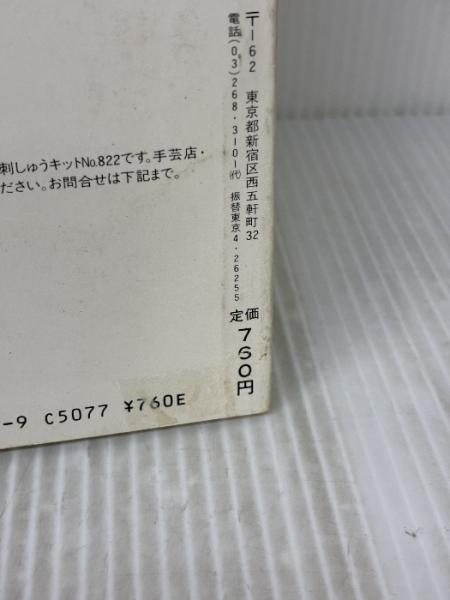 〒162 東京都新宿区西五軒町32
電話(03)268・3101(代) 振替東京4・26255
刺しゅうキットNo.822です。手芸店・
ださい。お問合せは下記まで。
定価
760円
-9 C5077 ¥760E